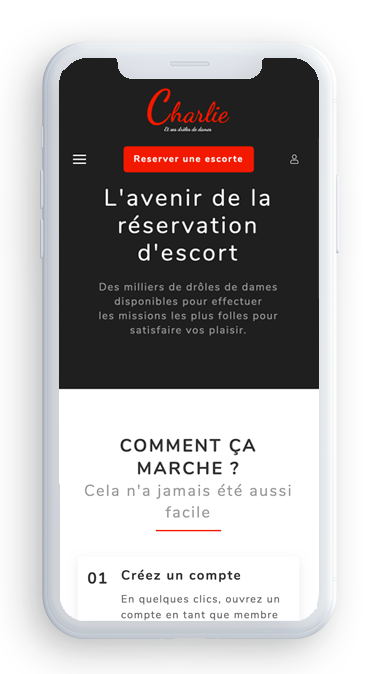 Charlie
Et ses drôles de dames
Reserver une escorte
L'avenir de la
réservation
d'escort
Des milliers de drôles de dames
disponibles pour effectuer
les missions les plus folles pour
satisfaire vos plaisir.
COMMENT ÇA
MARCHE ?
Cela n'a jamais été aussi
facile
01 Créez un compte
En quelques clics, ouvrez un
compte en tant que membre